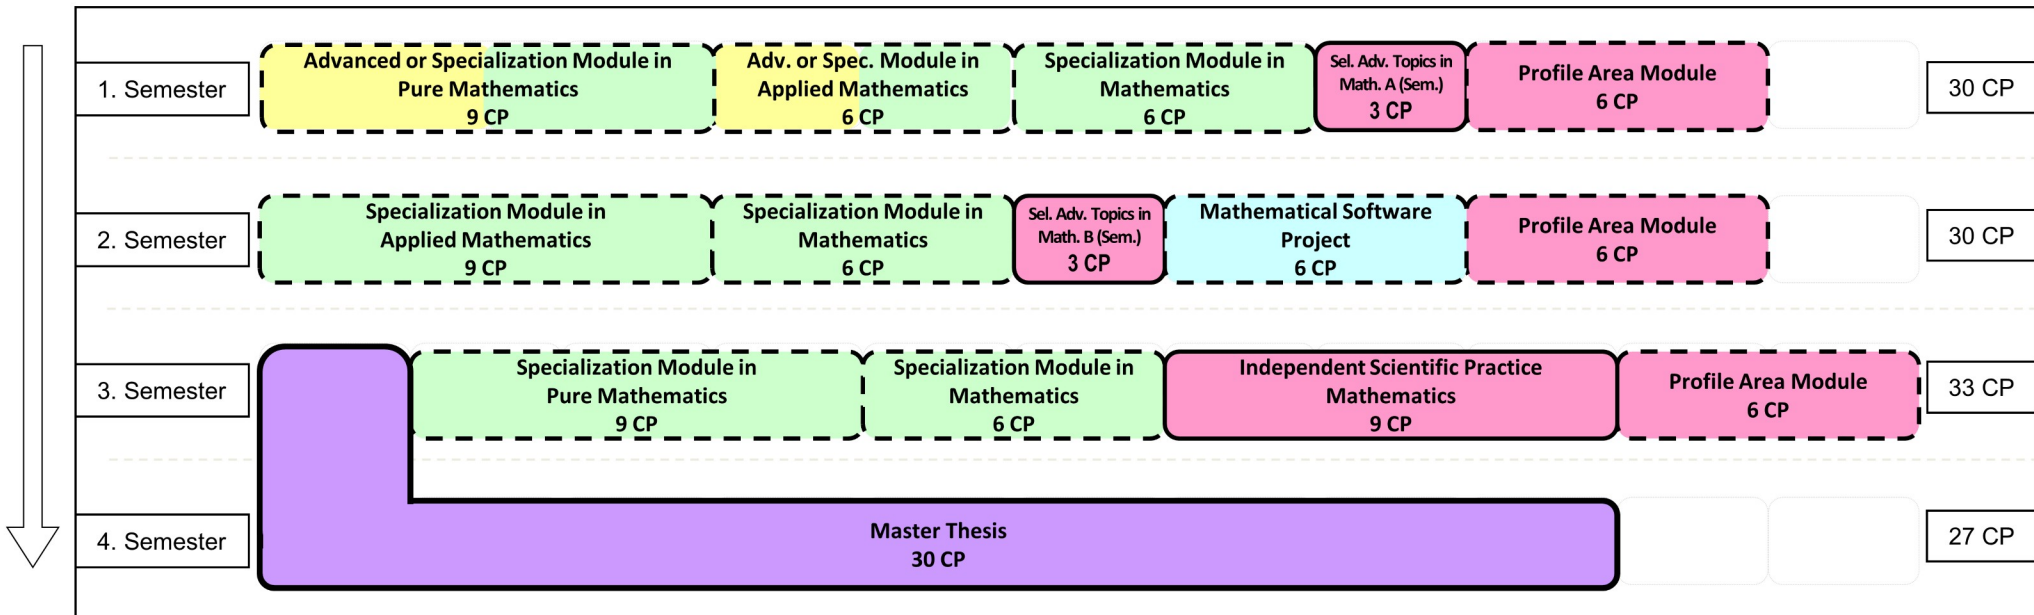 1. Semester
Advanced or Specialization Module in
Pure Mathematics
9 CP
Adv. or Spec. Module in
Applied Mathematics
6 CP
Specialization Module in
Mathematics
6 CP
Sel. Adv. Topics in
Math. A (Sem.)
3 CP
Profile Area Module
6 CP
30 CP
2. Semester
Specialization Module in
Applied Mathematics
9 CP
Specialization Module in
Mathematics
6 CP
Sel. Adv. Topics in
Math. B (Sem.)
3 CP
Mathematical Software
Project
6 CP
Profile Area Module
6 CP
30 CP
3. Semester
Specialization Module in
Pure Mathematics
9 CP
Specialization Module in
Mathematics
6 CP
Independent Scientific Practice
Mathematics
9 CP
Profile Area Module
6 CP
33 CP
4. Semester
Master Thesis
30 CP
27 CP